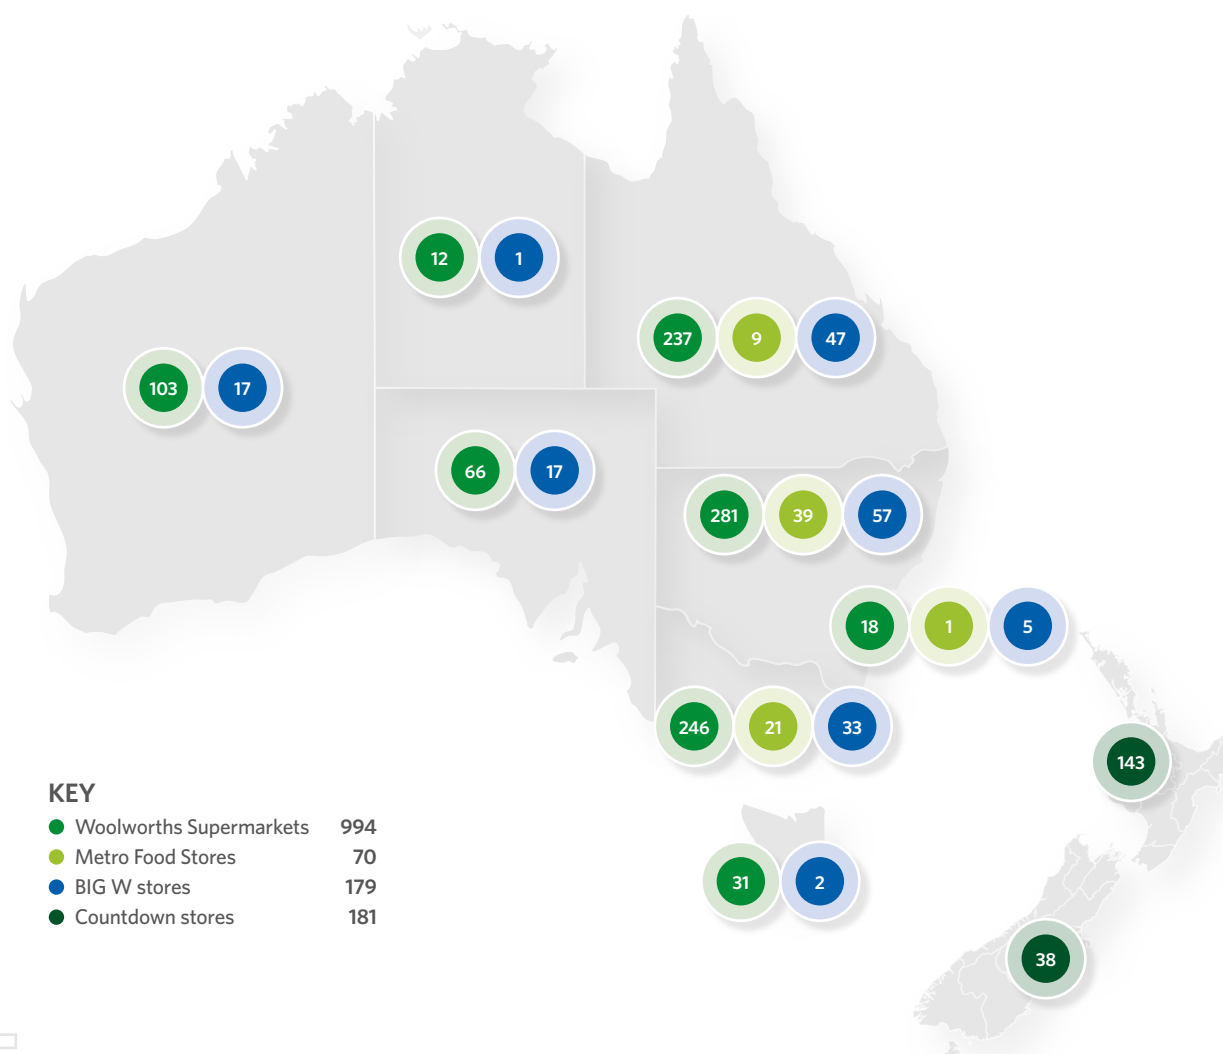 12 1
237 9 47
103 17
66 17
281 39 57
18 1 5
246 21 33
143
KEY
Woolworths Supermarkets 994
Metro Food Stores 70
BIG W stores 179
Countdown stores 181
31 2
38